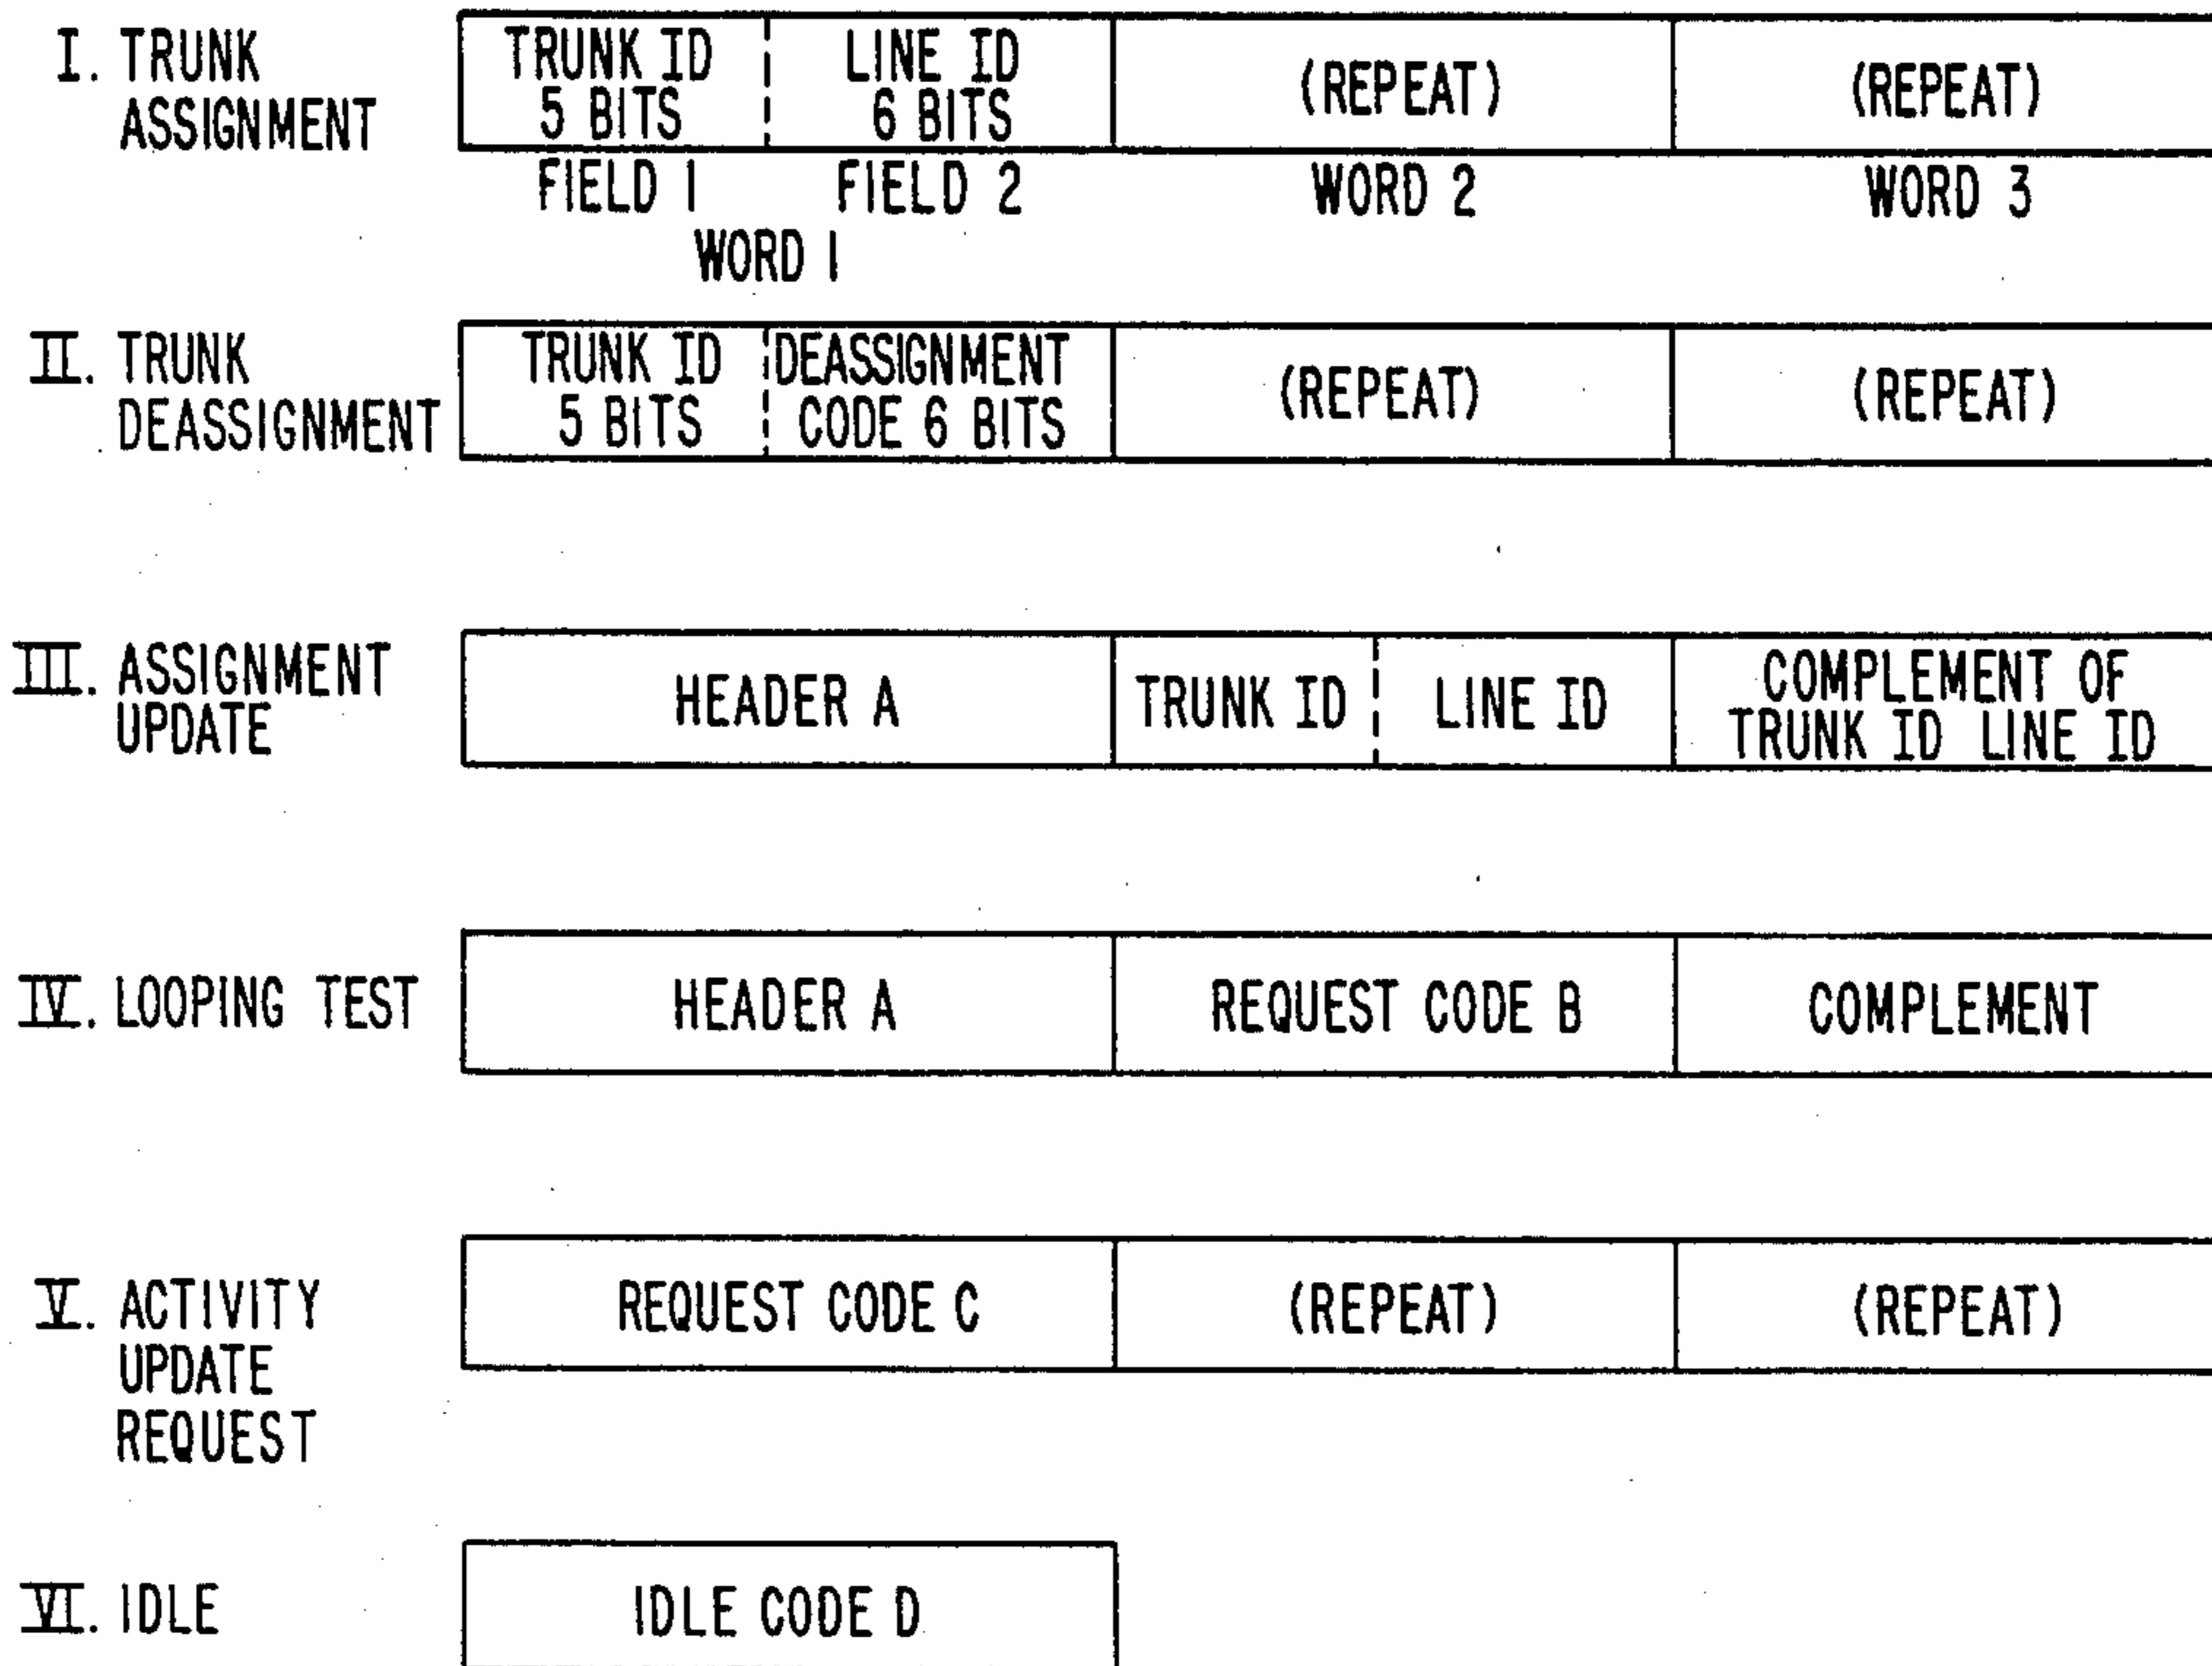 I. TRUNK ASSIGNMENT
TRUNK ID 5 BITS
LINE ID 6 BITS
(REPEAT)
(REPEAT)
FIELD 1
FIELD 2
WORD 1
WORD 2
WORD 3
II. TRUNK DEASSIGNMENT
TRUNK ID 5 BITS
DEASSIGNMENT CODE 6 BITS
(REPEAT)
(REPEAT)
III. ASSIGNMENT UPDATE
HEADER A
TRUNK ID
LINE ID
COMPLEMENT OF TRUNK ID LINE ID
IV. LOOPING TEST
HEADER A
REQUEST CODE B
COMPLEMENT
V. ACTIVITY UPDATE REQUEST
REQUEST CODE C
(REPEAT)
(REPEAT)
VI. IDLE
IDLE CODE D